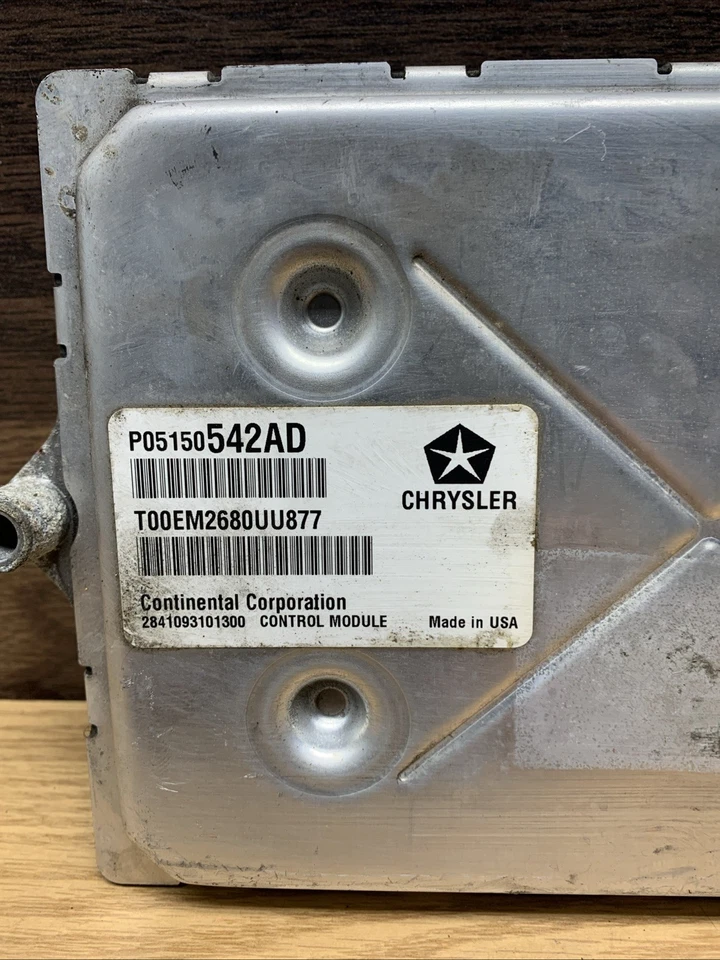 P05150542AD
CHRYSLER
T00EM2680UU877
Continental Corporation
2841093101300 CONTROL MODULE Made in USA